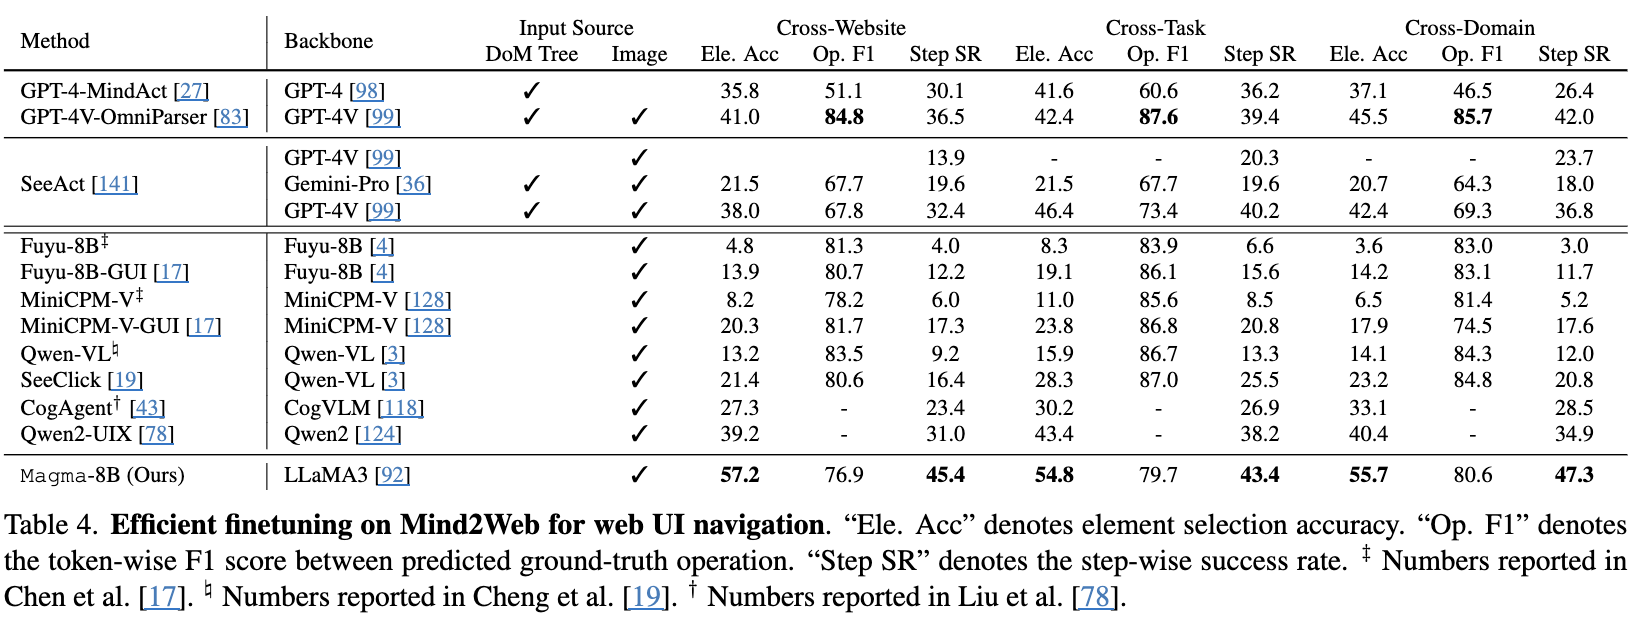 Method Backbone Input Source Cross-Website Cross-Task Cross-Domain
DoM Tree Image Ele. Acc Op. F1 Step SR Ele. Acc Op. F1 Step SR Ele. Acc Op. F1 Step SR
GPT-4-MindAct [27] GPT-4 [98] ✓ 35.8 51.1 30.1 41.6 60.6 36.2 37.1 46.5 26.4
GPT-4V-OmniParser [83] GPT-4V [99] ✓ ✓ 41.0 84.8 36.5 42.4 87.6 39.4 45.5 85.7 42.0
GPT-4V [99] ✓ 13.9 - - 20.3 - - 23.7
SeeAct [141] Gemini-Pro [36] ✓ ✓ 21.5 67.7 19.6 21.5 67.7 19.6 20.7 64.3 18.0
GPT-4V [99] ✓ ✓ 38.0 67.8 32.4 46.4 73.4 40.2 42.4 69.3 36.8
Fuyu-8B‡ Fuyu-8B [4] ✓ 4.8 81.3 4.0 8.3 83.9 6.6 3.6 83.0 3.0
Fuyu-8B-GUI [17] Fuyu-8B [4] ✓ 13.9 80.7 12.2 19.1 86.1 15.6 14.2 83.1 11.7
MiniCPM-V‡ MiniCPM-V [128] ✓ 8.2 78.2 6.0 11.0 85.6 8.5 6.5 81.4 5.2
MiniCPM-V-GUI [17] MiniCPM-V [128] ✓ 20.3 81.7 17.3 23.8 86.8 20.8 17.9 74.5 17.6
Qwen-VL♮ Qwen-VL [3] ✓ 13.2 83.5 9.2 15.9 86.7 13.3 14.1 84.3 12.0
SeeClick [19] Qwen-VL [3] ✓ 21.4 80.6 16.4 28.3 87.0 25.5 23.2 84.8 20.8
CogAgent† [43] CogVLM [118] ✓ 27.3 - 23.4 30.2 - 26.9 33.1 - 28.5
Qwen2-UIX [78] Qwen2 [124] ✓ 39.2 - 31.0 43.4 - 38.2 40.4 - 34.9
Magma-8B (Ours) LLaMA3 [92] ✓ 57.2 76.9 45.4 54.8 79.7 43.4 55.7 80.6 47.3
Table 4. Efficient finetuning on Mind2Web for web UI navigation. “Ele. Acc” denotes element selection accuracy. “Op. F1” denotes
the token-wise F1 score between predicted ground-truth operation. “Step SR” denotes the step-wise success rate. ‡ Numbers reported in
Chen et al. [17]. ♮ Numbers reported in Cheng et al. [19]. † Numbers reported in Liu et al. [78].